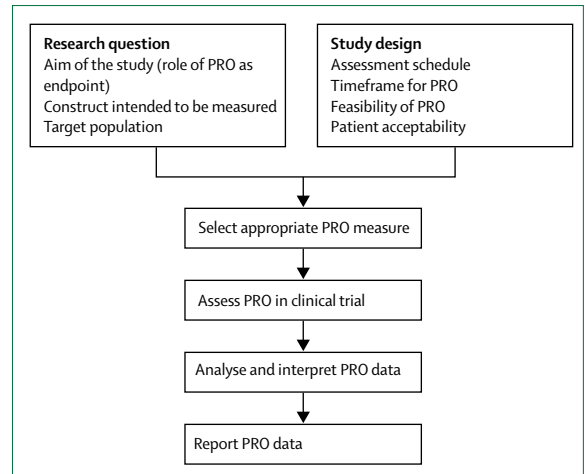 Research question
Aim of the study (role of PRO as
endpoint)
Construct intended to be measured
Target population
Study design
Assessment schedule
Timeframe for PRO
Feasibility of PRO
Patient acceptability
Select appropriate PRO measure
Assess PRO in clinical trial
Analyse and interpret PRO data
Report PRO data